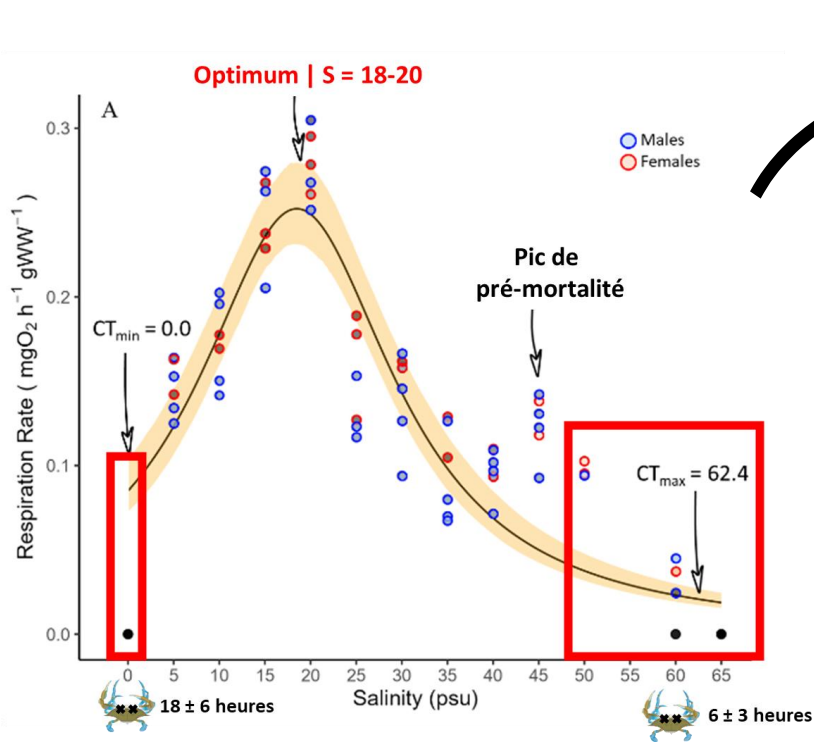 Optimum | S = 18-20
A
Males
Females
Pic de
pré-mortalité
CTmin = 0.0
CTmax = 62.4
Respiration Rate ( mgO2 h−1 gWW−1 )
0.3
0.2
0.1
0.0
0 5 10 15 20 25 30 35 40 45 50 55 60 65
Salinity (psu)
18 ± 6 heures
6 ± 3 heures